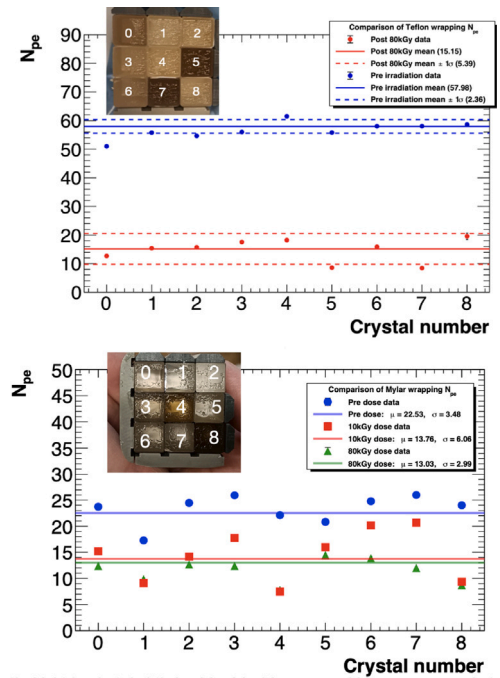 Comparison of Teflon wrapping Npe
Post 80kGy data
Post 80kGy mean (15.15)
Post 80kGy mean ± 1σ (5.39)
Pre irradiation data
Pre irradiation mean (57.98)
Pre irradiation mean ± 1σ (2.36)
Npe
90
80
70
60
50
40
30
20
10
0
0 1 2
3 4 5
6 7 8
0 1 2 3 4 5 6 7 8
Crystal number
Comparison of Mylar wrapping Npe
Pre dose data
Pre dose: μ = 22.53, σ = 3.48
10kGy dose data
10kGy dose: μ = 13.76, σ = 6.06
80kGy dose data
80kGy dose: μ = 13.03, σ = 2.99
Npe
50
45
40
35
30
25
20
15
10
5
0
0 1 2
3 4 5
6 7 8
0 1 2 3 4 5 6 7 8
Crystal number